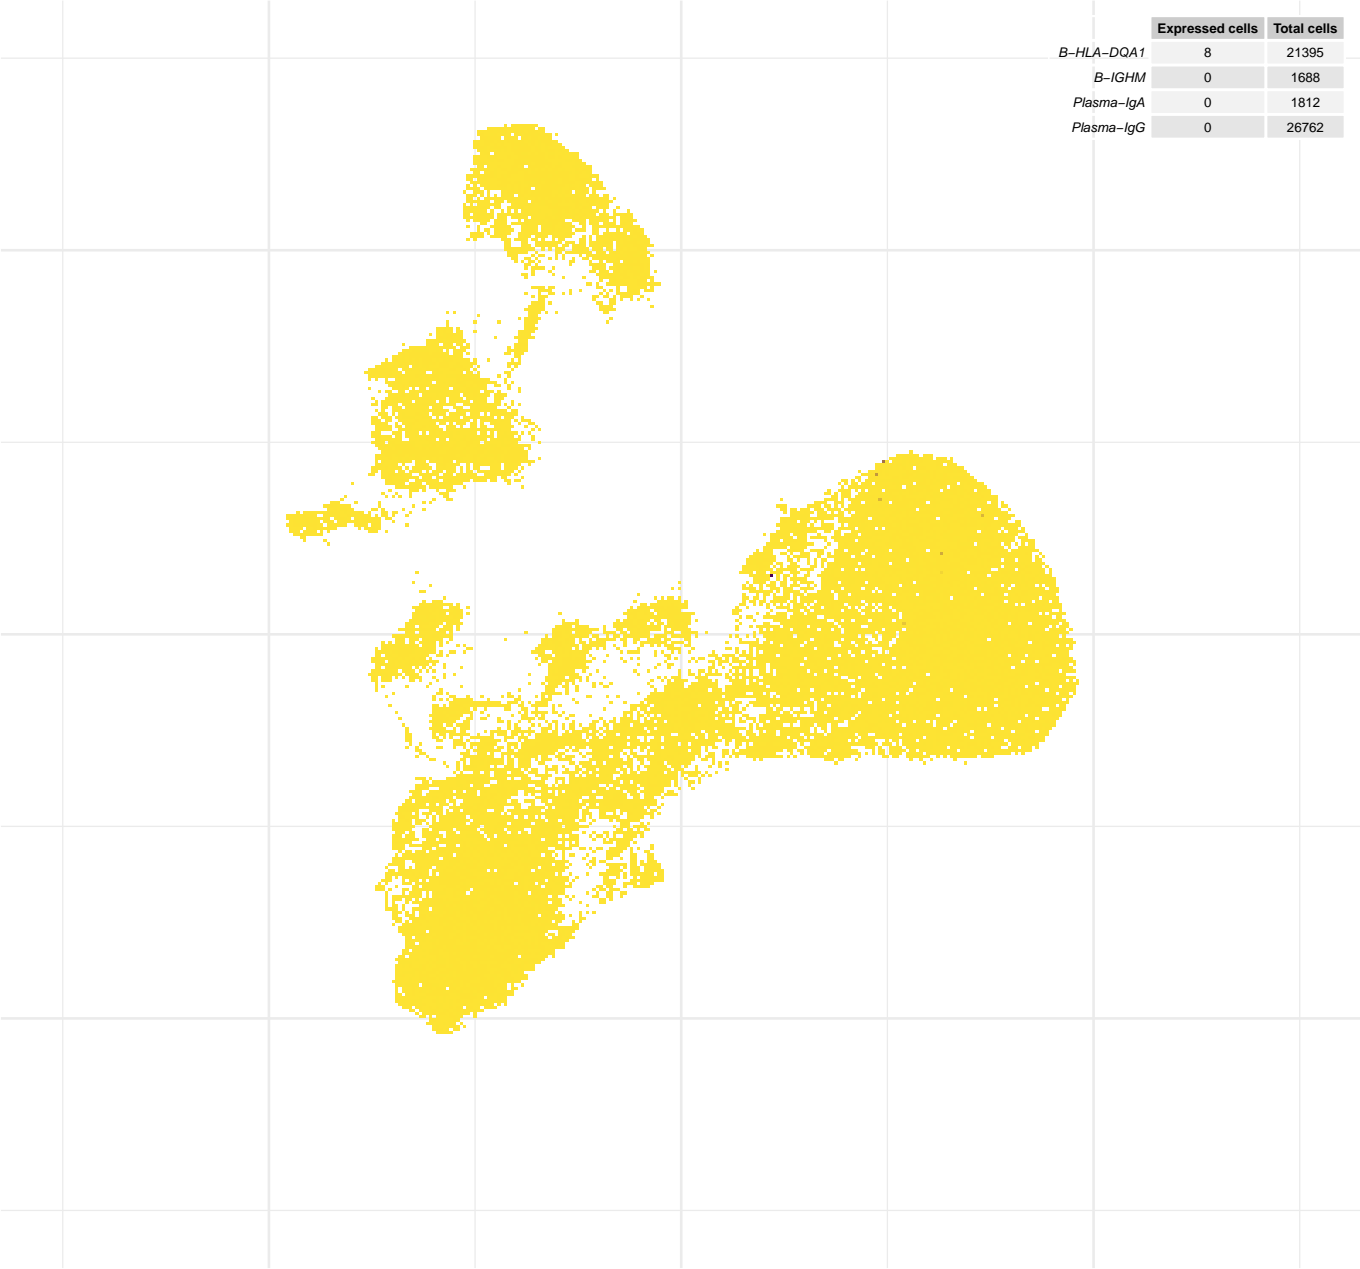 Expressed cells Total cells
B−HLA−DQA1 8 21395
B−IGHM 0 1688
Plasma−IgA 0 1812
Plasma−IgG 0 26762